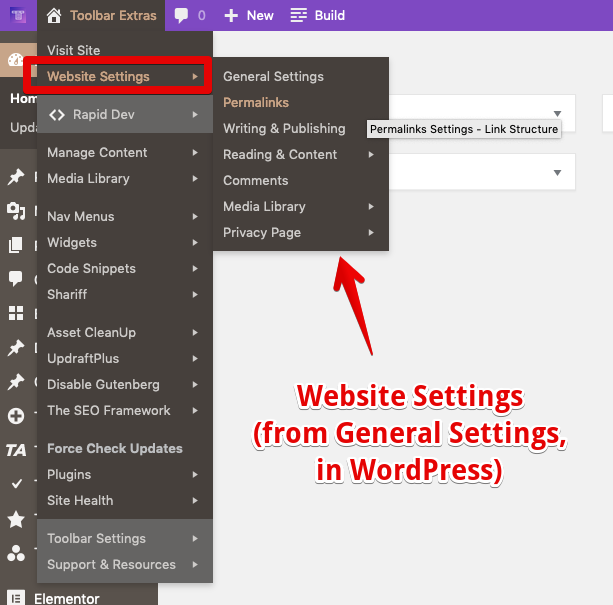 Toolbar Extras 0 New Build
Visit Site
Website Settings
Rapid Dev
Manage Content
Media Library
Nav Menus
Widgets
Code Snippets
Shariff
Asset CleanUp
UpdraftPlus
Disable Gutenberg
The SEO Framework
Force Check Updates
Plugins
Site Health
Toolbar Settings
Support & Resources
General Settings
Permalinks
Writing & Publishing
Reading & Content
Comments
Media Library
Privacy Page
Permalinks Settings - Link Structure
Website Settings
(from General Settings,
in WordPress)
TA
Elementor